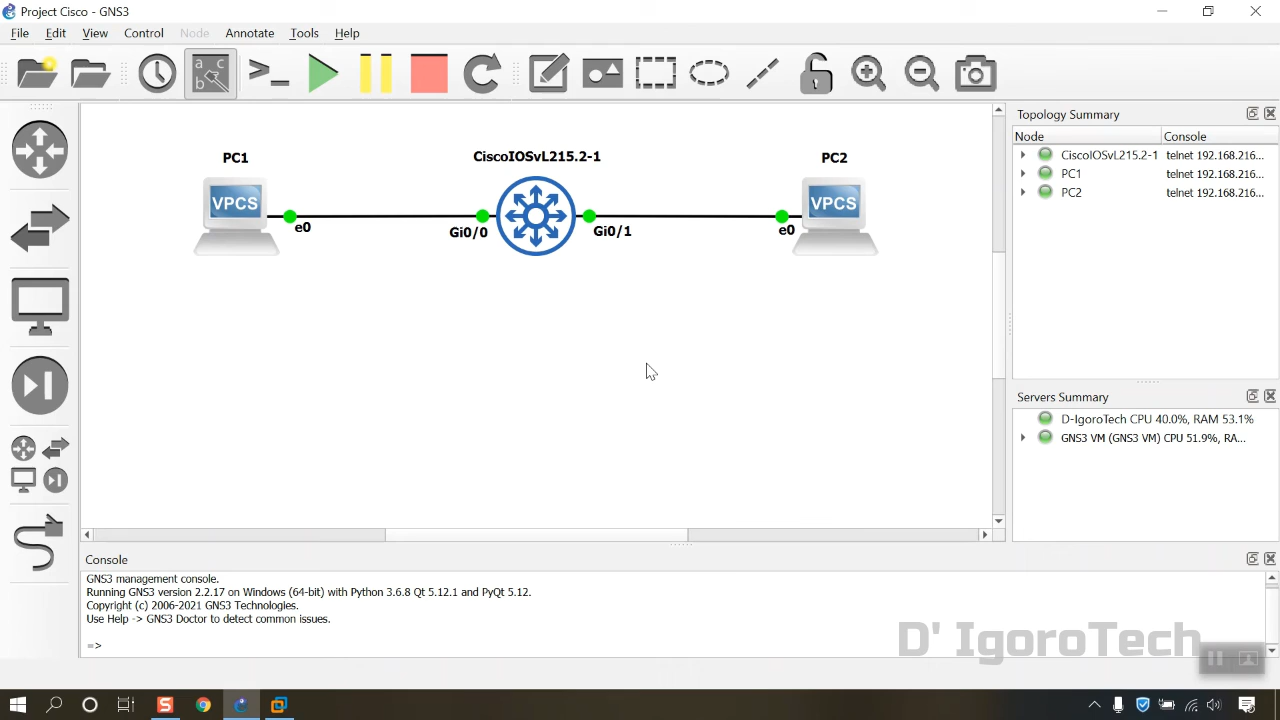 Project Cisco - GNS3
File Edit View Control Node Annotate Tools Help
a c
PC1
CiscoIOSvL215.2-1
PC2
VPCS
VPCS
e0
Gi0/0
Gi0/1
e0
Topology Summary
Node Console
CiscoIOSvL215.2-1 telnet 192.168.216...
PC1 telnet 192.168.216...
PC2 telnet 192.168.216...
Servers Summary
D-IgoroTech CPU 40.0%, RAM 53.1%
GNS3 VM (GNS3 VM) CPU 51.9%, RA...
Console
GNS3 management console.
Running GNS3 version 2.2.17 on Windows (64-bit) with Python 3.6.8 Qt 5.12.1 and PyQt 5.12.
Copyright (c) 2006-2021 GNS3 Technologies.
Use Help -> GNS3 Doctor to detect common issues.
=>
D' IgoroTech